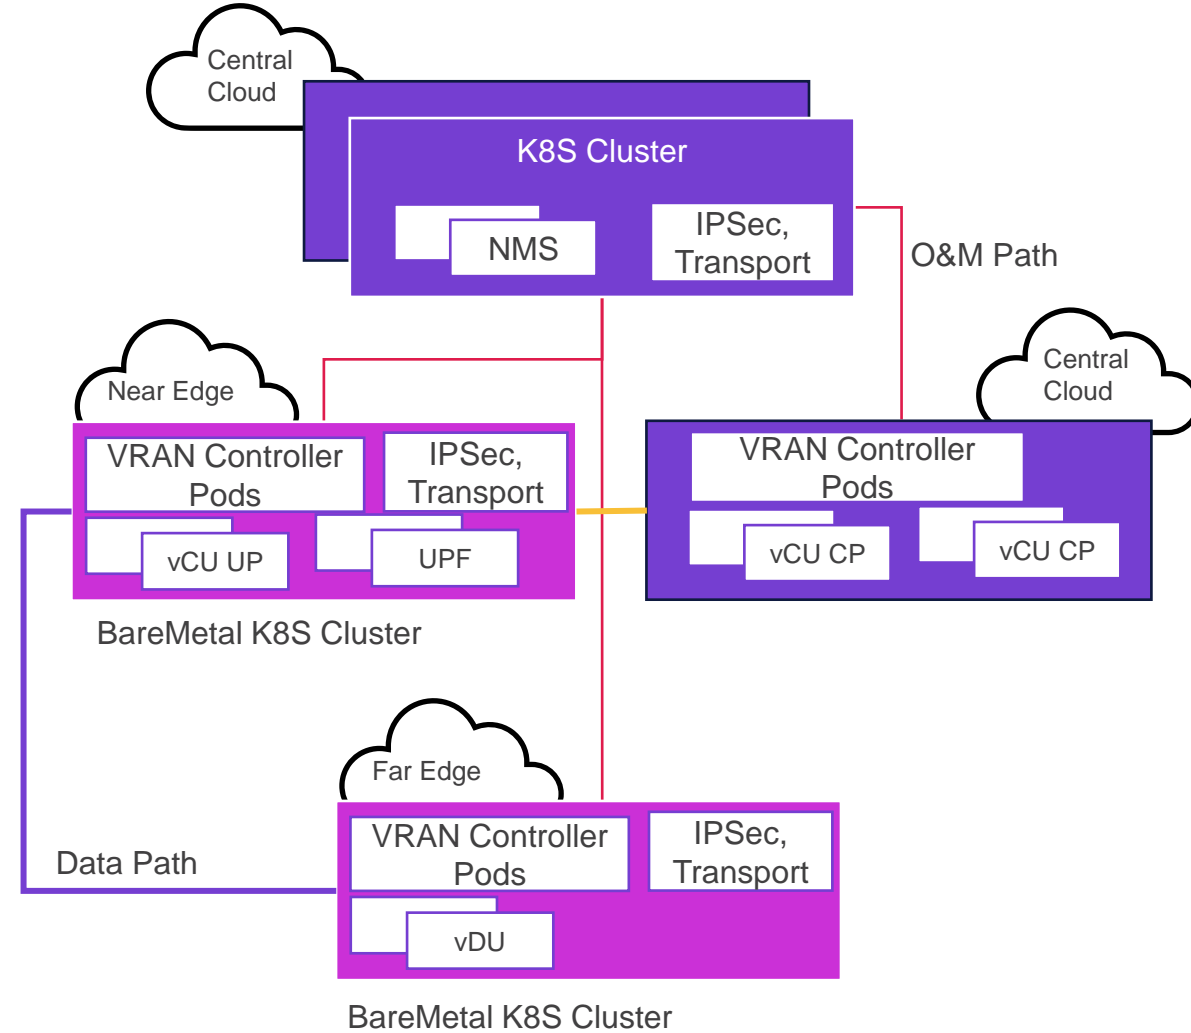 Central
Cloud
K8S Cluster
NMS
IPSec,
Transport
O&M Path
Near Edge
Central
Cloud
VRAN Controller
Pods
IPSec,
Transport
vCU UP
UPF
VRAN Controller
Pods
vCU CP
vCU CP
BareMetal K8S Cluster
Far Edge
VRAN Controller
Pods
IPSec,
Transport
vDU
Data Path
BareMetal K8S Cluster